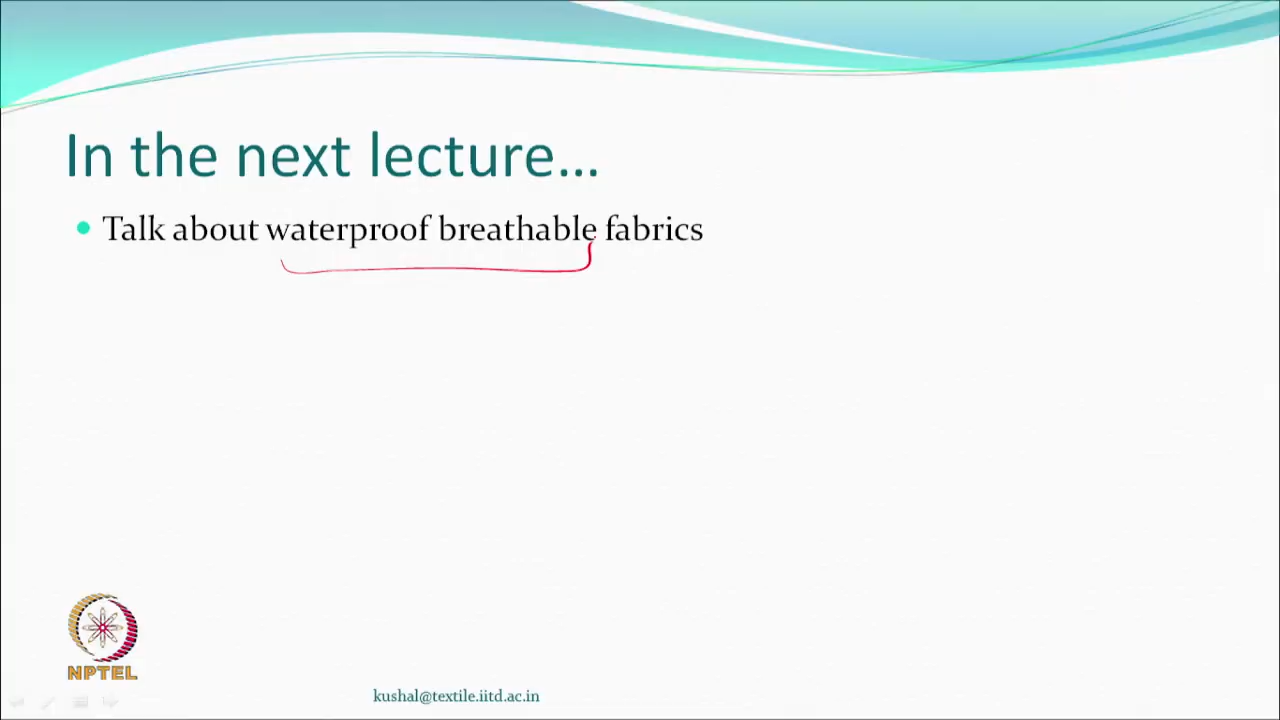 In the next lecture...
Talk about waterproof breathable fabrics
NPTEL
kushal@textile.iitd.ac.in